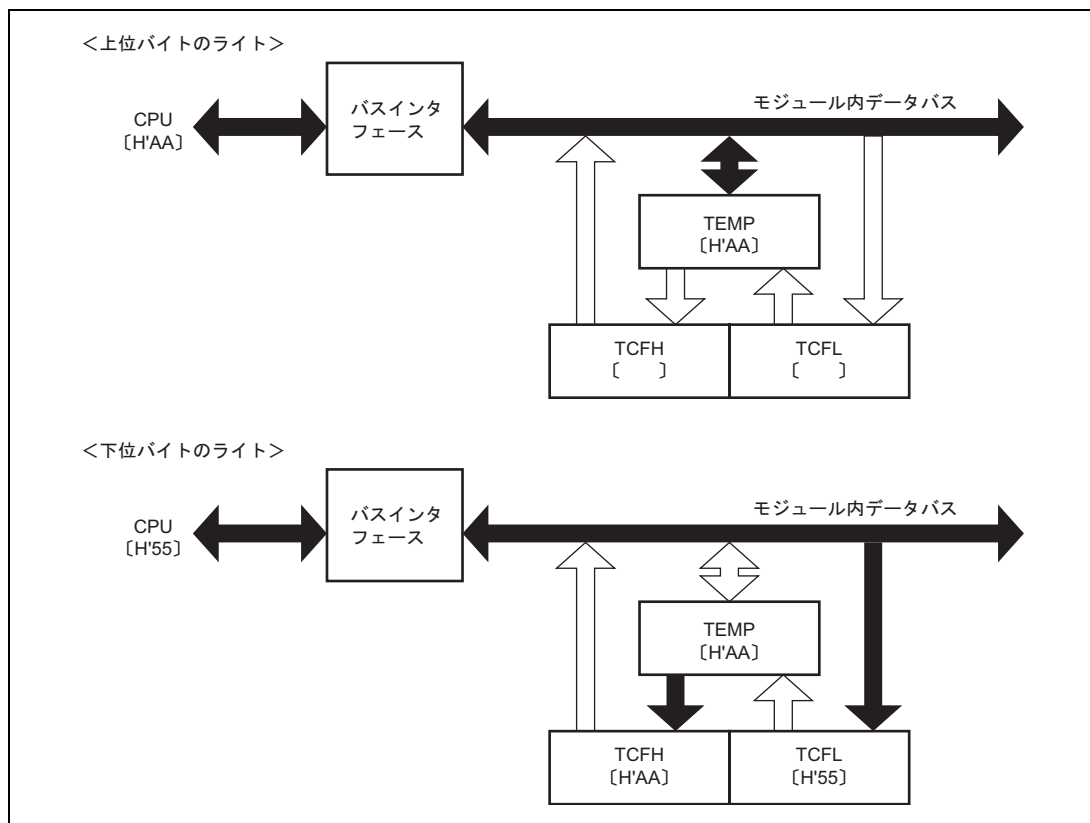 ＜上位バイトのライト＞
CPU
〔H'AA〕
バスインタ
フェース
モジュール内データバス
TEMP
〔H'AA〕
TCFH
〔　　〕
TCFL
〔　　〕
＜下位バイトのライト＞
CPU
〔H'55〕
バスインタ
フェース
モジュール内データバス
TEMP
〔H'AA〕
TCFH
〔H'AA〕
TCFL
〔H'55〕